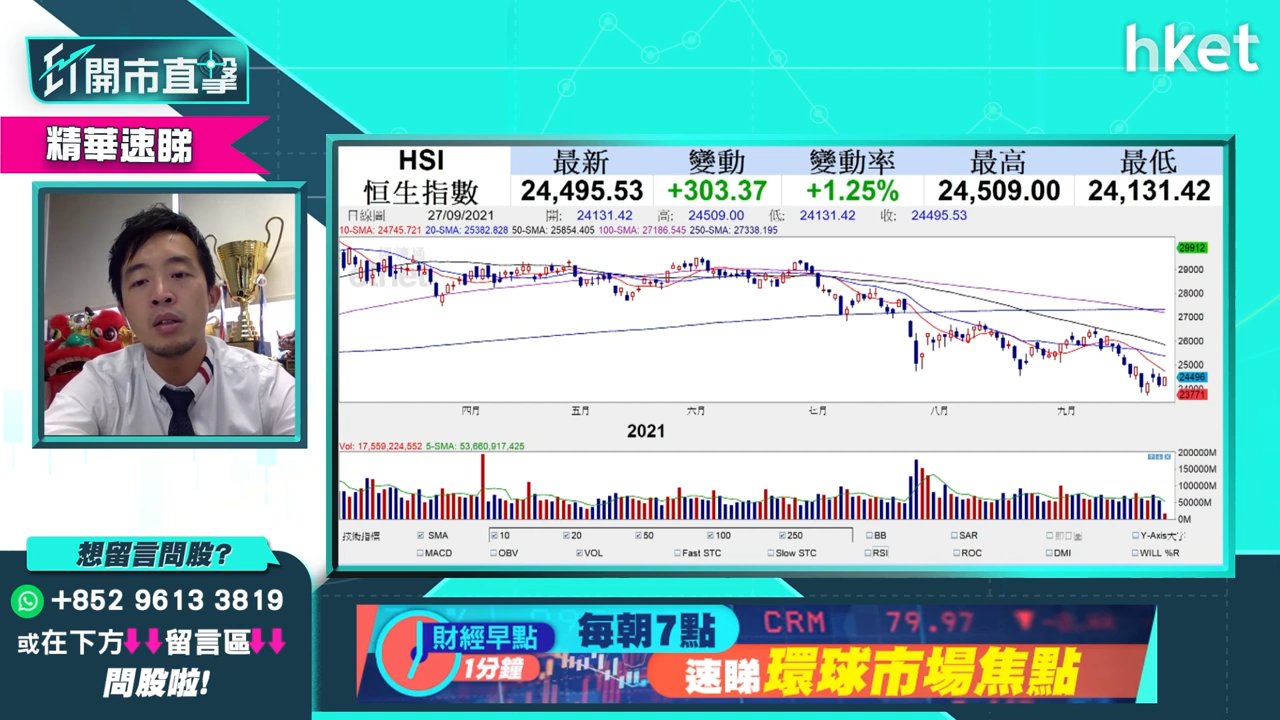 ET開市直擊
hket
精華速睇
HSI 最新 變動 變動率 最高 最低
恒生指數 24,495.53 +303.37 +1.25% 24,509.00 24,131.42
日線圖 27/09/2021 開: 24131.42 高: 24509.00 低: 24131.42 收: 24495.53
10-SMA: 24745.721 20-SMA: 25382.828 50-SMA: 25854.405 100-SMA: 27186.545 250-SMA: 27338.195
29912
29000
28000
27000
26000
25000
24496
24000
23771
四月 五月 六月 七月 八月 九月
2021
Vol: 17,559,224,552 5-SMA: 53,660,917,425
200000M
150000M
100000M
50000M
0M
技術指標 SMA 10 20 50 100 250 BB SAR Y-Axis大字
MACD OBV VOL Fast STC Slow STC RSI ROC DMI WILL %R
想留言問股?
+852 9613 3819
或在下方留言區
問股啦!
財經早點
1分鐘
每朝7點
CRM 79.97
速睇環球市場焦點